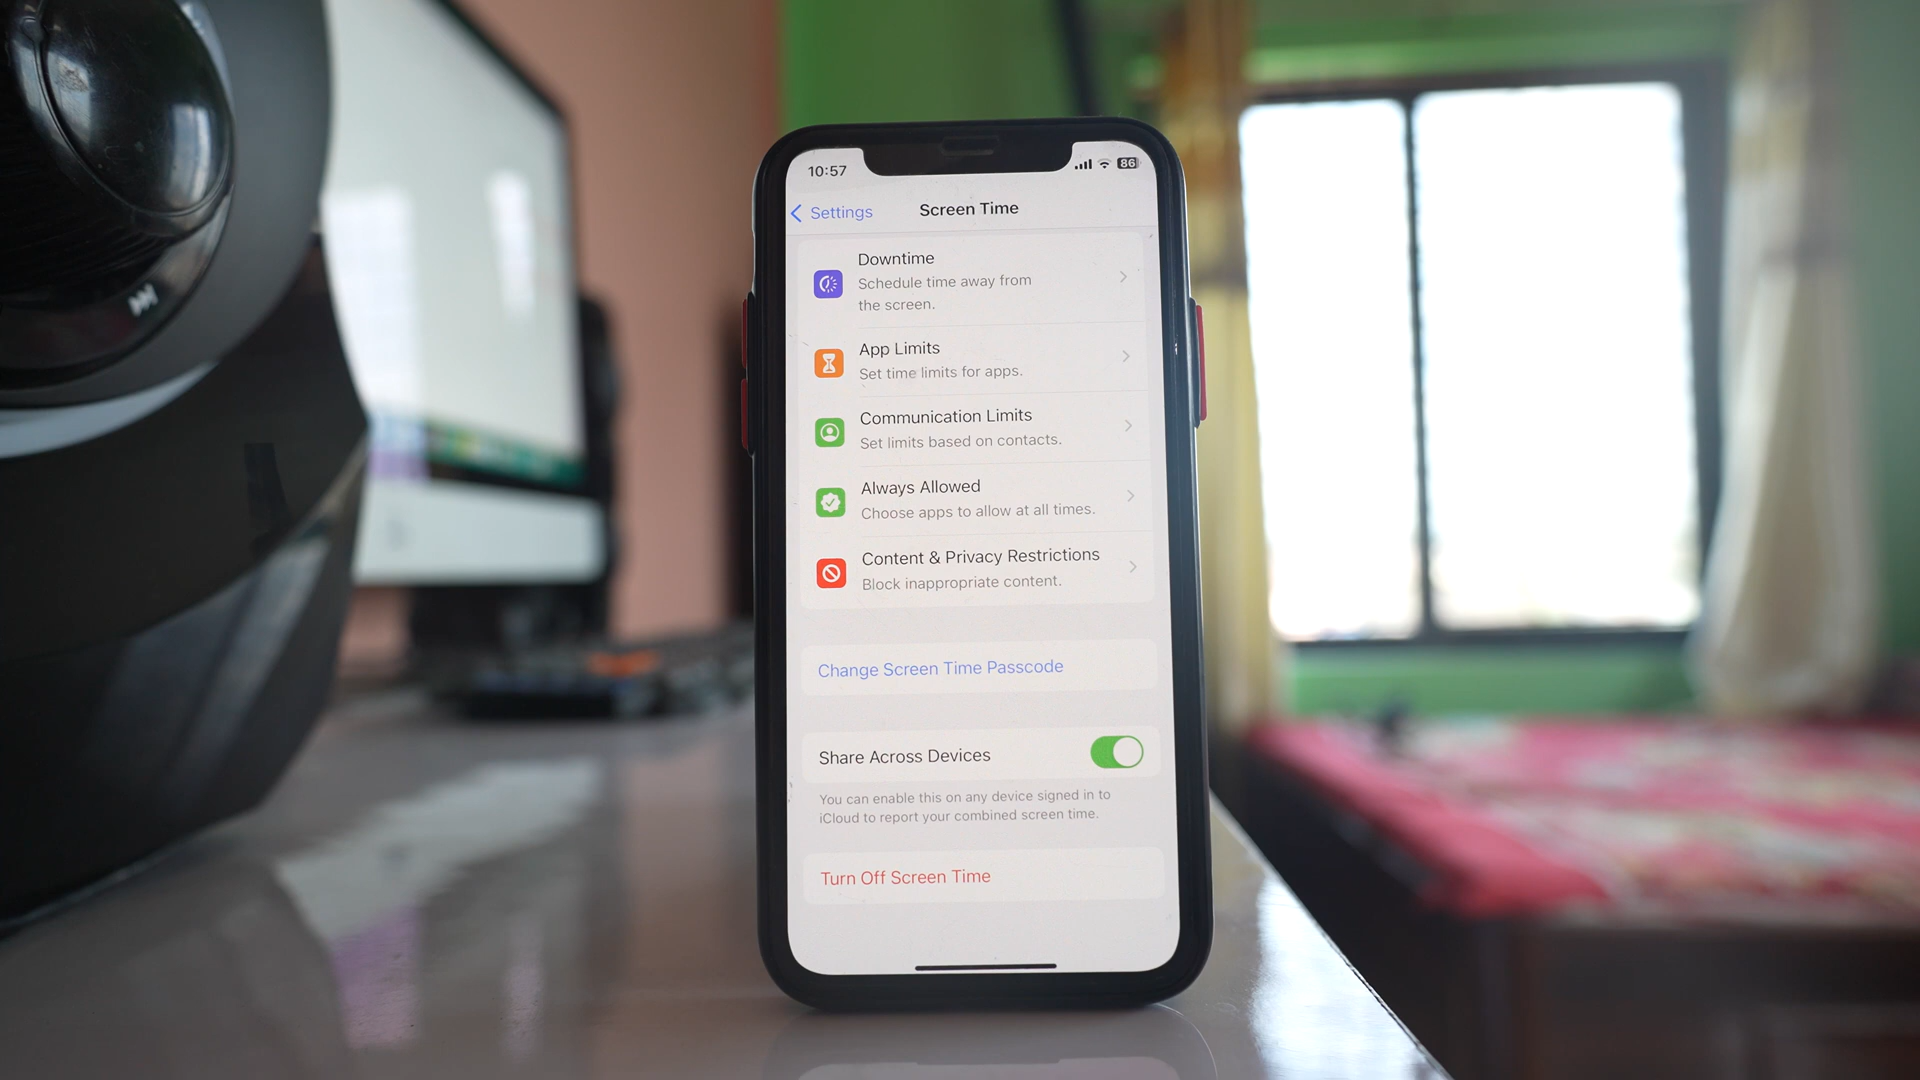 10:57
86
Settings
Screen Time
Downtime
Schedule time away from
the screen.
App Limits
Set time limits for apps.
Communication Limits
Set limits based on contacts.
Always Allowed
Choose apps to allow at all times.
Content & Privacy Restrictions
Block inappropriate content.
Change Screen Time Passcode
Share Across Devices
You can enable this on any device signed in to
iCloud to report your combined screen time.
Turn Off Screen Time